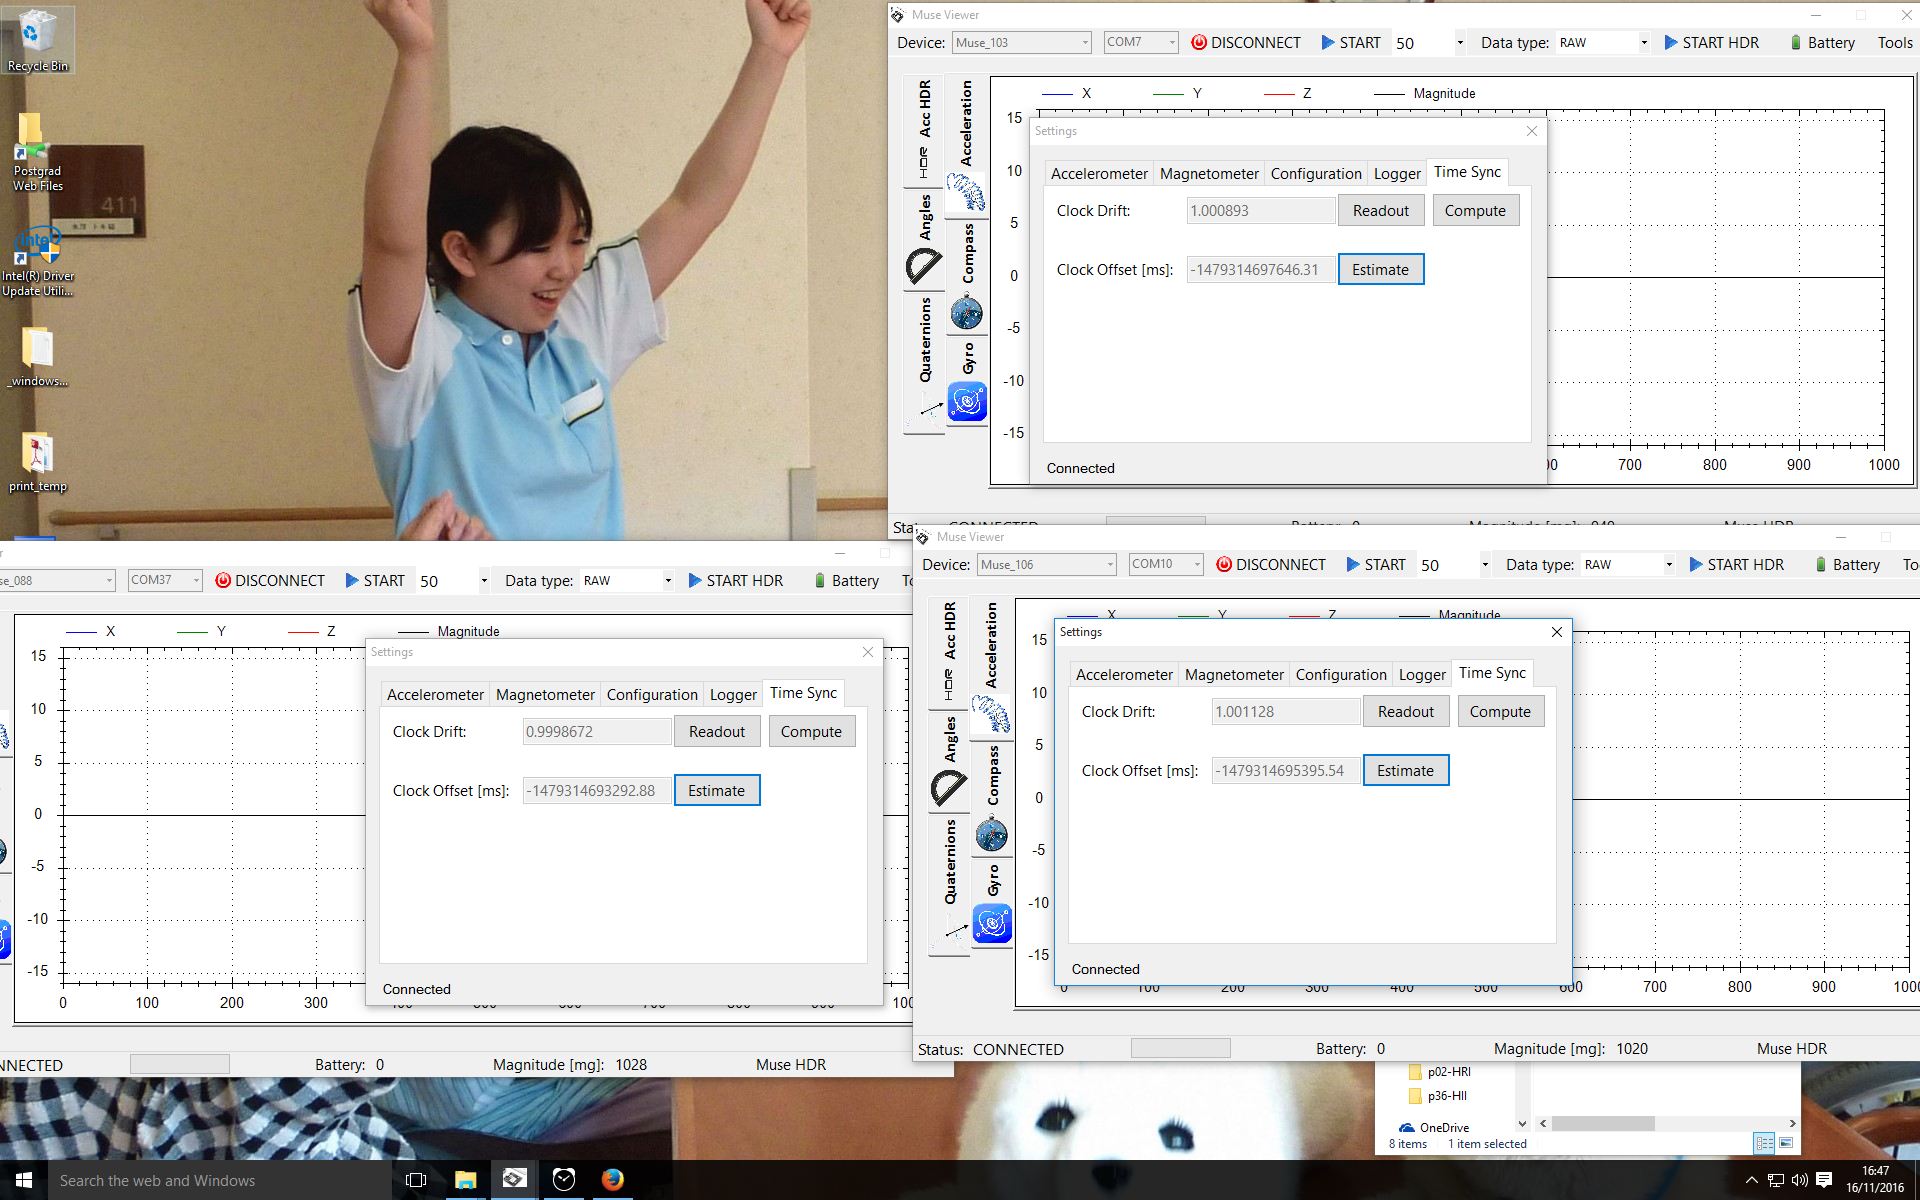 Recycle Bin
Postgrad
Web Files
Intel(R) Driver
Update Utili...
_windows...
print_temp
411
intel
Muse Viewer
Device: Muse_103 COM7 DISCONNECT START 50 Data type: RAW START HDR Battery Tools
X Y Z Magnitude
Acc HDR
HDR
Angles
Quaternions
Acceleration
Compass
Gyro
15
10
5
0
-5
-10
-15
700 800 900 1000
Settings
Accelerometer Magnetometer Configuration Logger Time Sync
Clock Drift: 1.000893 Readout Compute
Clock Offset [ms]: -1479314697646.31 Estimate
Connected
Muse Viewer
Device: Muse_106 COM10 DISCONNECT START 50 Data type: RAW START HDR Battery To
X Y Z Magnitude
Acc HDR
HDR
Angles
Quaternions
Acceleration
Compass
Gyro
15
10
5
0
-5
-10
-15
0 100 200 300 400 500 600 700 800 900 1000
Settings
Accelerometer Magnetometer Configuration Logger Time Sync
Clock Drift: 1.001128 Readout Compute
Clock Offset [ms]: -1479314695395.54 Estimate
Connected
Status: CONNECTED Battery: 0 Magnitude [mg]: 1020 Muse HDR
se_088 COM37 DISCONNECT START 50 Data type: RAW START HDR Battery To
X Y Z Magnitude
15
10
5
0
-5
-10
-15
0 100 200 300 400 500 600 700 800 900 100
Settings
Accelerometer Magnetometer Configuration Logger Time Sync
Clock Drift: 0.9998672 Readout Compute
Clock Offset [ms]: -1479314693292.88 Estimate
Connected
NNECTED Battery: 0 Magnitude [mg]: 1028 Muse HDR
p02-HRI
p36-HII
OneDrive
8 items 1 item selected
Search the web and Windows
16:47
16/11/2016